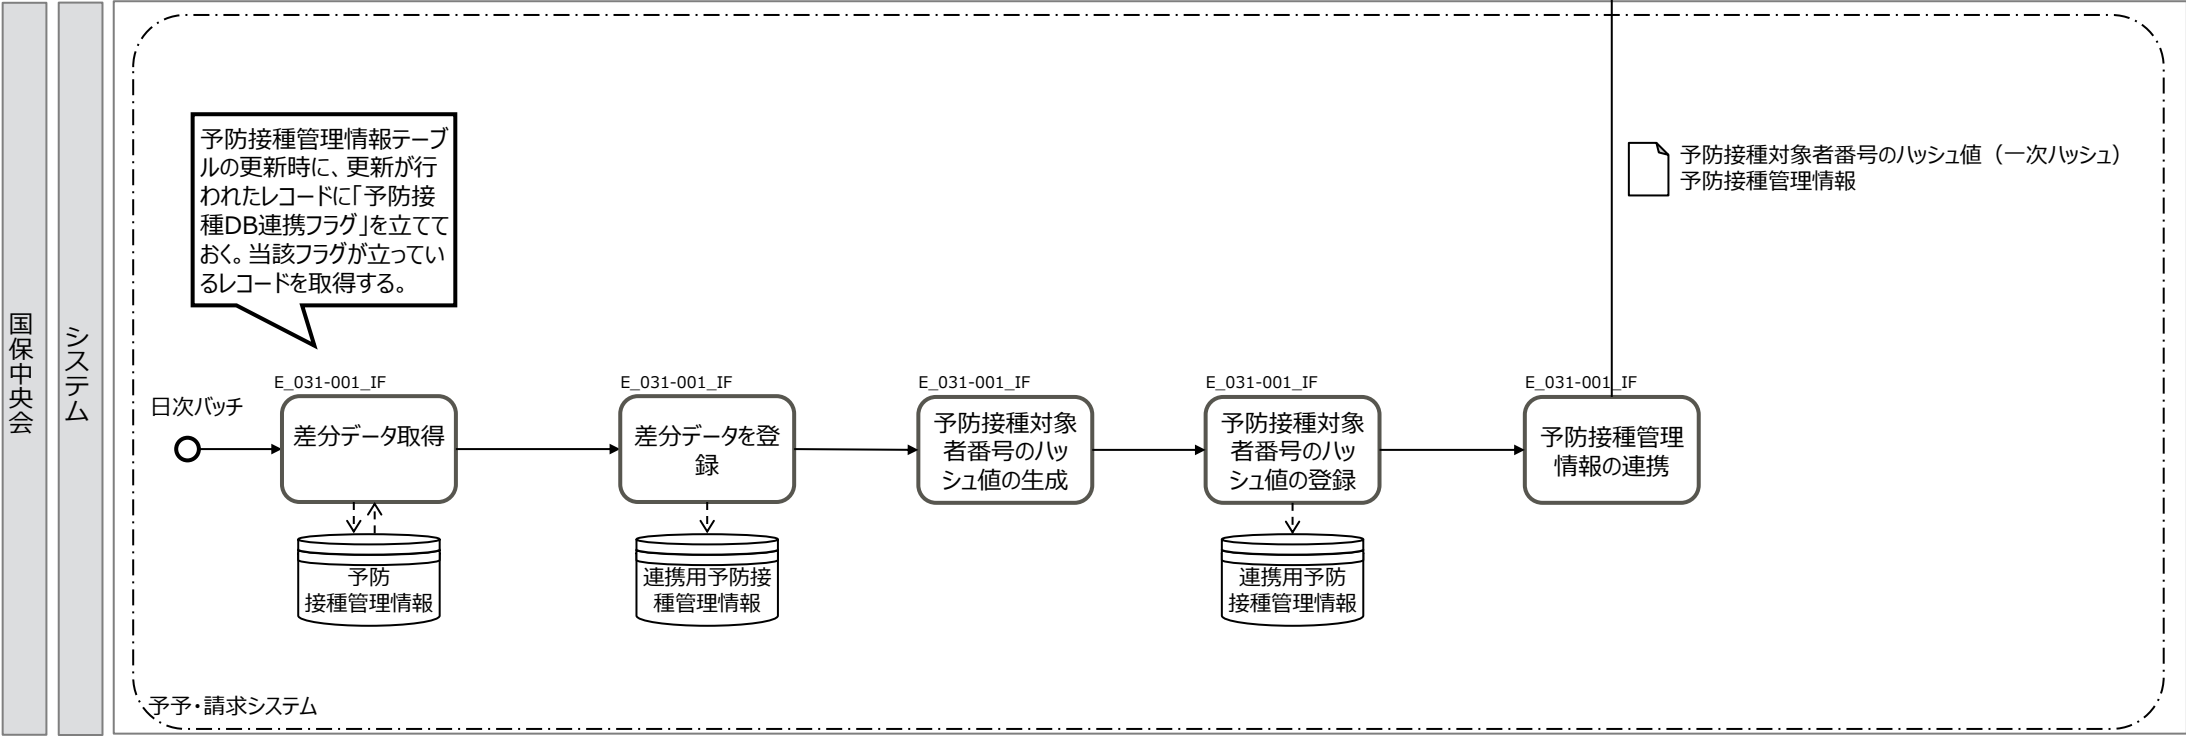 国保中央会
システム
予防接種管理情報テーブ
ルの更新時に、更新が行
われたレコードに「予防接
種DB連携フラグ」を立てて
おく。当該フラグが立ってい
るレコードを取得する。
予防接種対象者番号のハッシュ値（一次ハッシュ）
予防接種管理情報
日次バッチ
E_031-001_IF
差分データ取得
予防
接種管理情報
E_031-001_IF
差分データを登
録
連携用予防接
種管理情報
E_031-001_IF
予防接種対象
者番号のハッ
シュ値の生成
E_031-001_IF
予防接種対象
者番号のハッ
シュ値の登録
連携用予防
接種管理情報
E_031-001_IF
予防接種管理
情報の連携
予予・請求システム